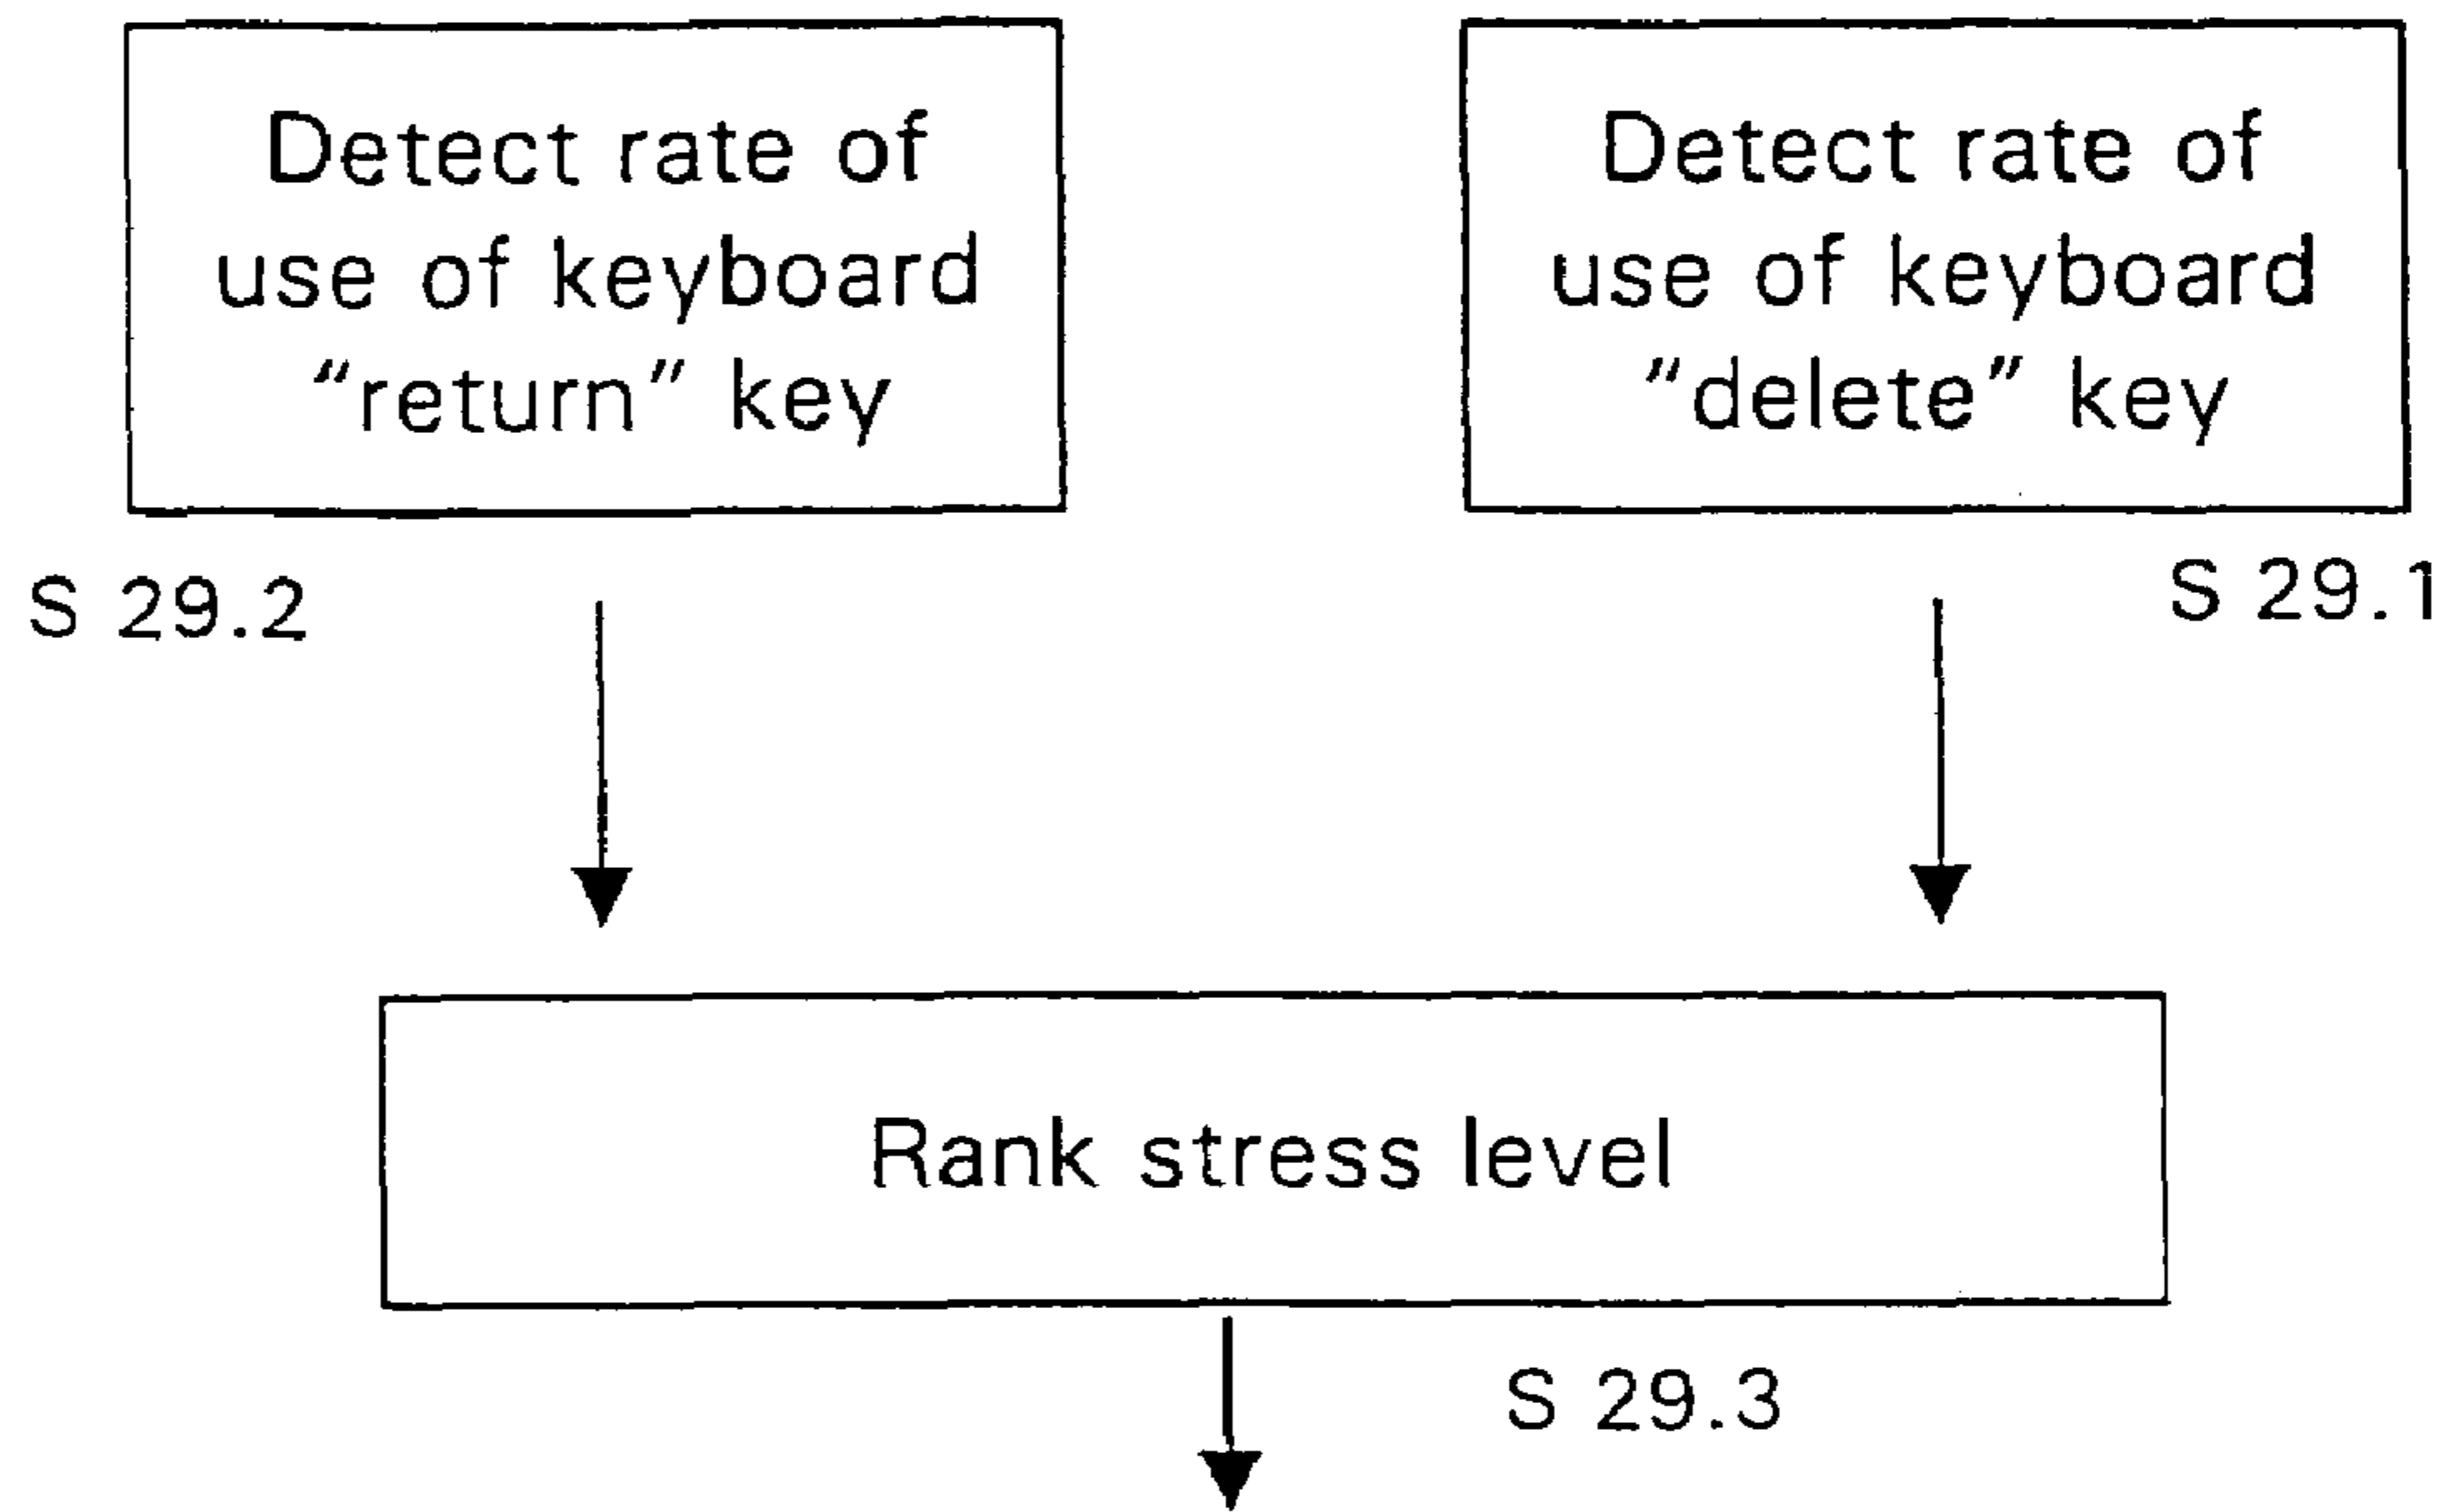 Detect rate of
use of keyboard
“return” key
Detect rate of
use of keyboard
“delete” key
S 29.2
S 29.1
Rank stress level
S 29.3